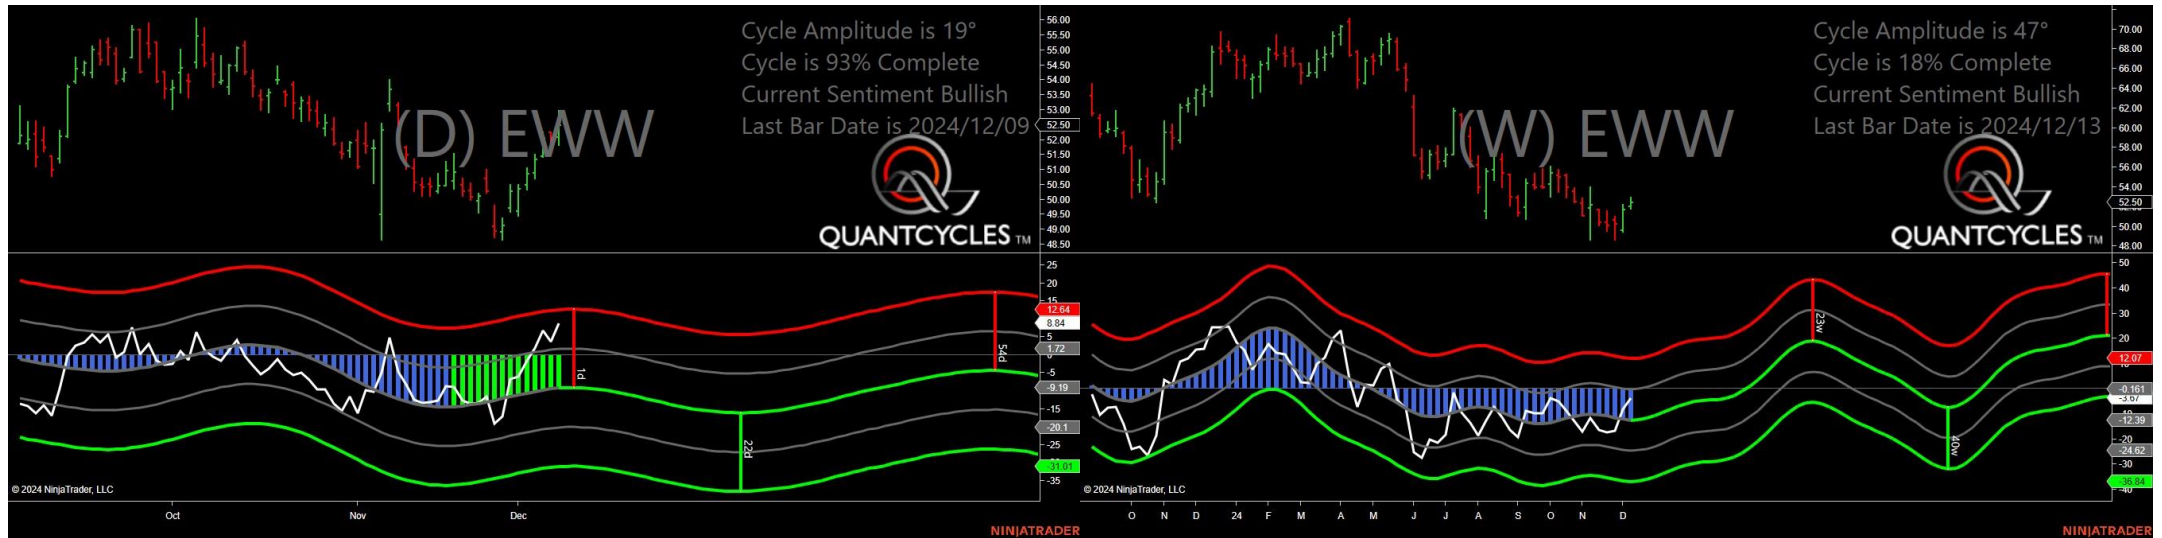 Cycle Amplitude is 19°
Cycle is 93% Complete
Current Sentiment Bullish
Last Bar Date is 2024/12/09
(D) EWW
QUANTCYCLES TM
56.00
55.50
55.00
54.50
54.00
53.50
53.00
52.50
52.00
51.50
51.00
50.50
50.00
49.50
49.00
48.50
25
20
15
12.64
8.84
5
1.72
-5
-9.19
-15
-20.1
-25
-31.01
-35
1d
22d
54d
© 2024 NinjaTrader, LLC
Oct Nov Dec
NINJATRADER
Cycle Amplitude is 47°
Cycle is 18% Complete
Current Sentiment Bullish
Last Bar Date is 2024/12/13
(W) EWW
QUANTCYCLES TM
70.00
68.00
66.00
64.00
62.00
60.00
58.00
56.00
54.00
52.50
50.00
48.00
50
40
30
20
12.07
-0.161
-3.67
-12.39
-20
-24.62
-30
-36.84
23w
40w
© 2024 NinjaTrader, LLC
O N D 24 F M A M J J A S O N D
NINJATRADER